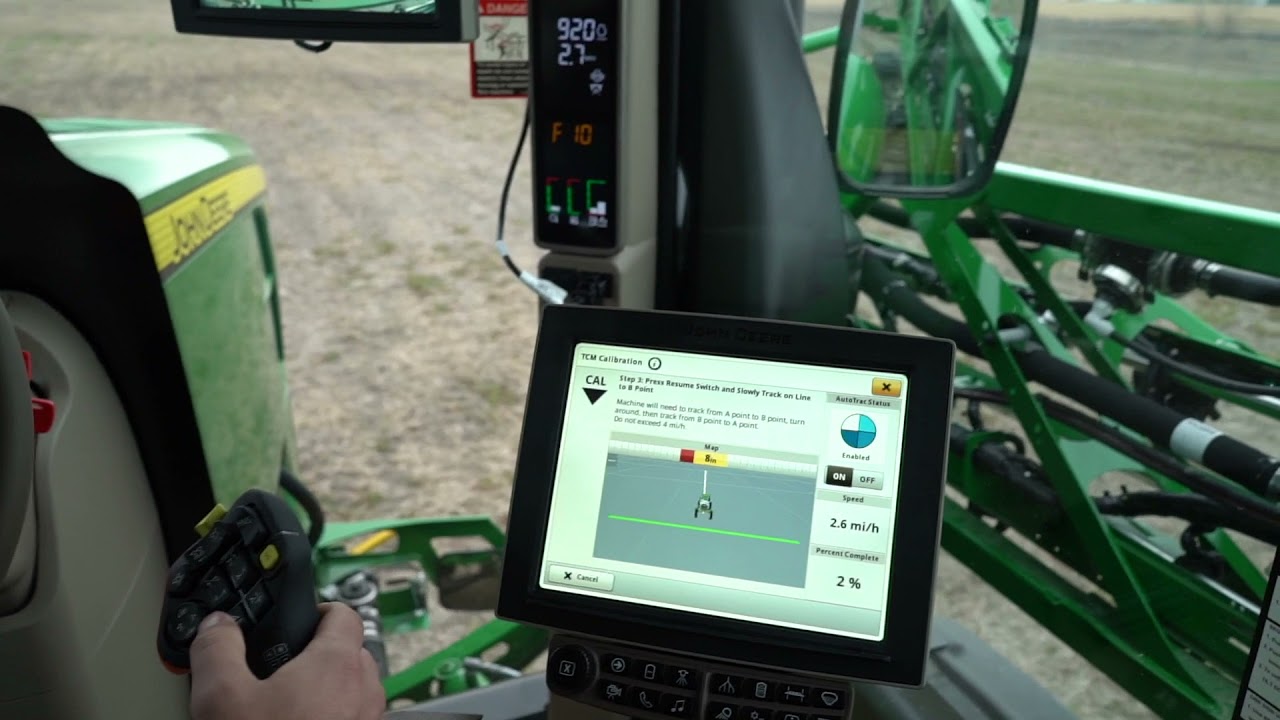 DANGER
920
2.7
F 10
JOHN DEERE
JOHN DEERE
TCM Calibration
CAL
Step 3: Press Resume Switch and Slowly Track on Line
to B Point
Machine will need to track from A point to B point, turn
around, then track from B point to A point.
Do not exceed 4 mi/h.
Map
8in
AutoTrac Status
Enabled
ON OFF
Speed
2.6 mi/h
Percent Complete
2 %
Cancel